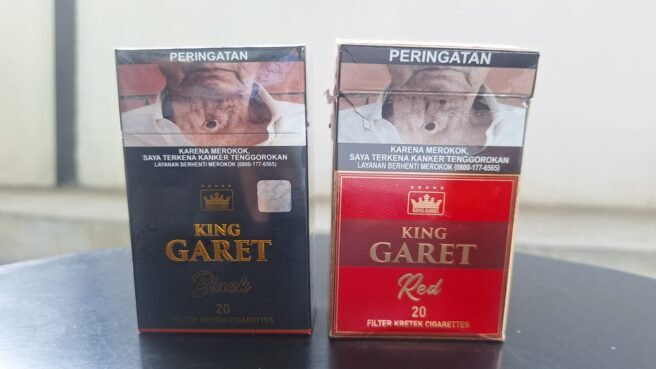 PERINGATAN
KARENA MEROKOK,
SAYA TERKENA KANKER TENGGOROKAN
LAYANAN BERHENTI MEROKOK (0800-177-6565)
KING
GARET
Black
20
FILTER KRETEK CIGARETTES
PERINGATAN
KARENA MEROKOK,
SAYA TERKENA KANKER TENGGOROKAN
LAYANAN BERHENTI MEROKOK (0800-177-6565)
KING GARET
KING
GARET
Red
20
FILTER KRETEK CIGARETTES